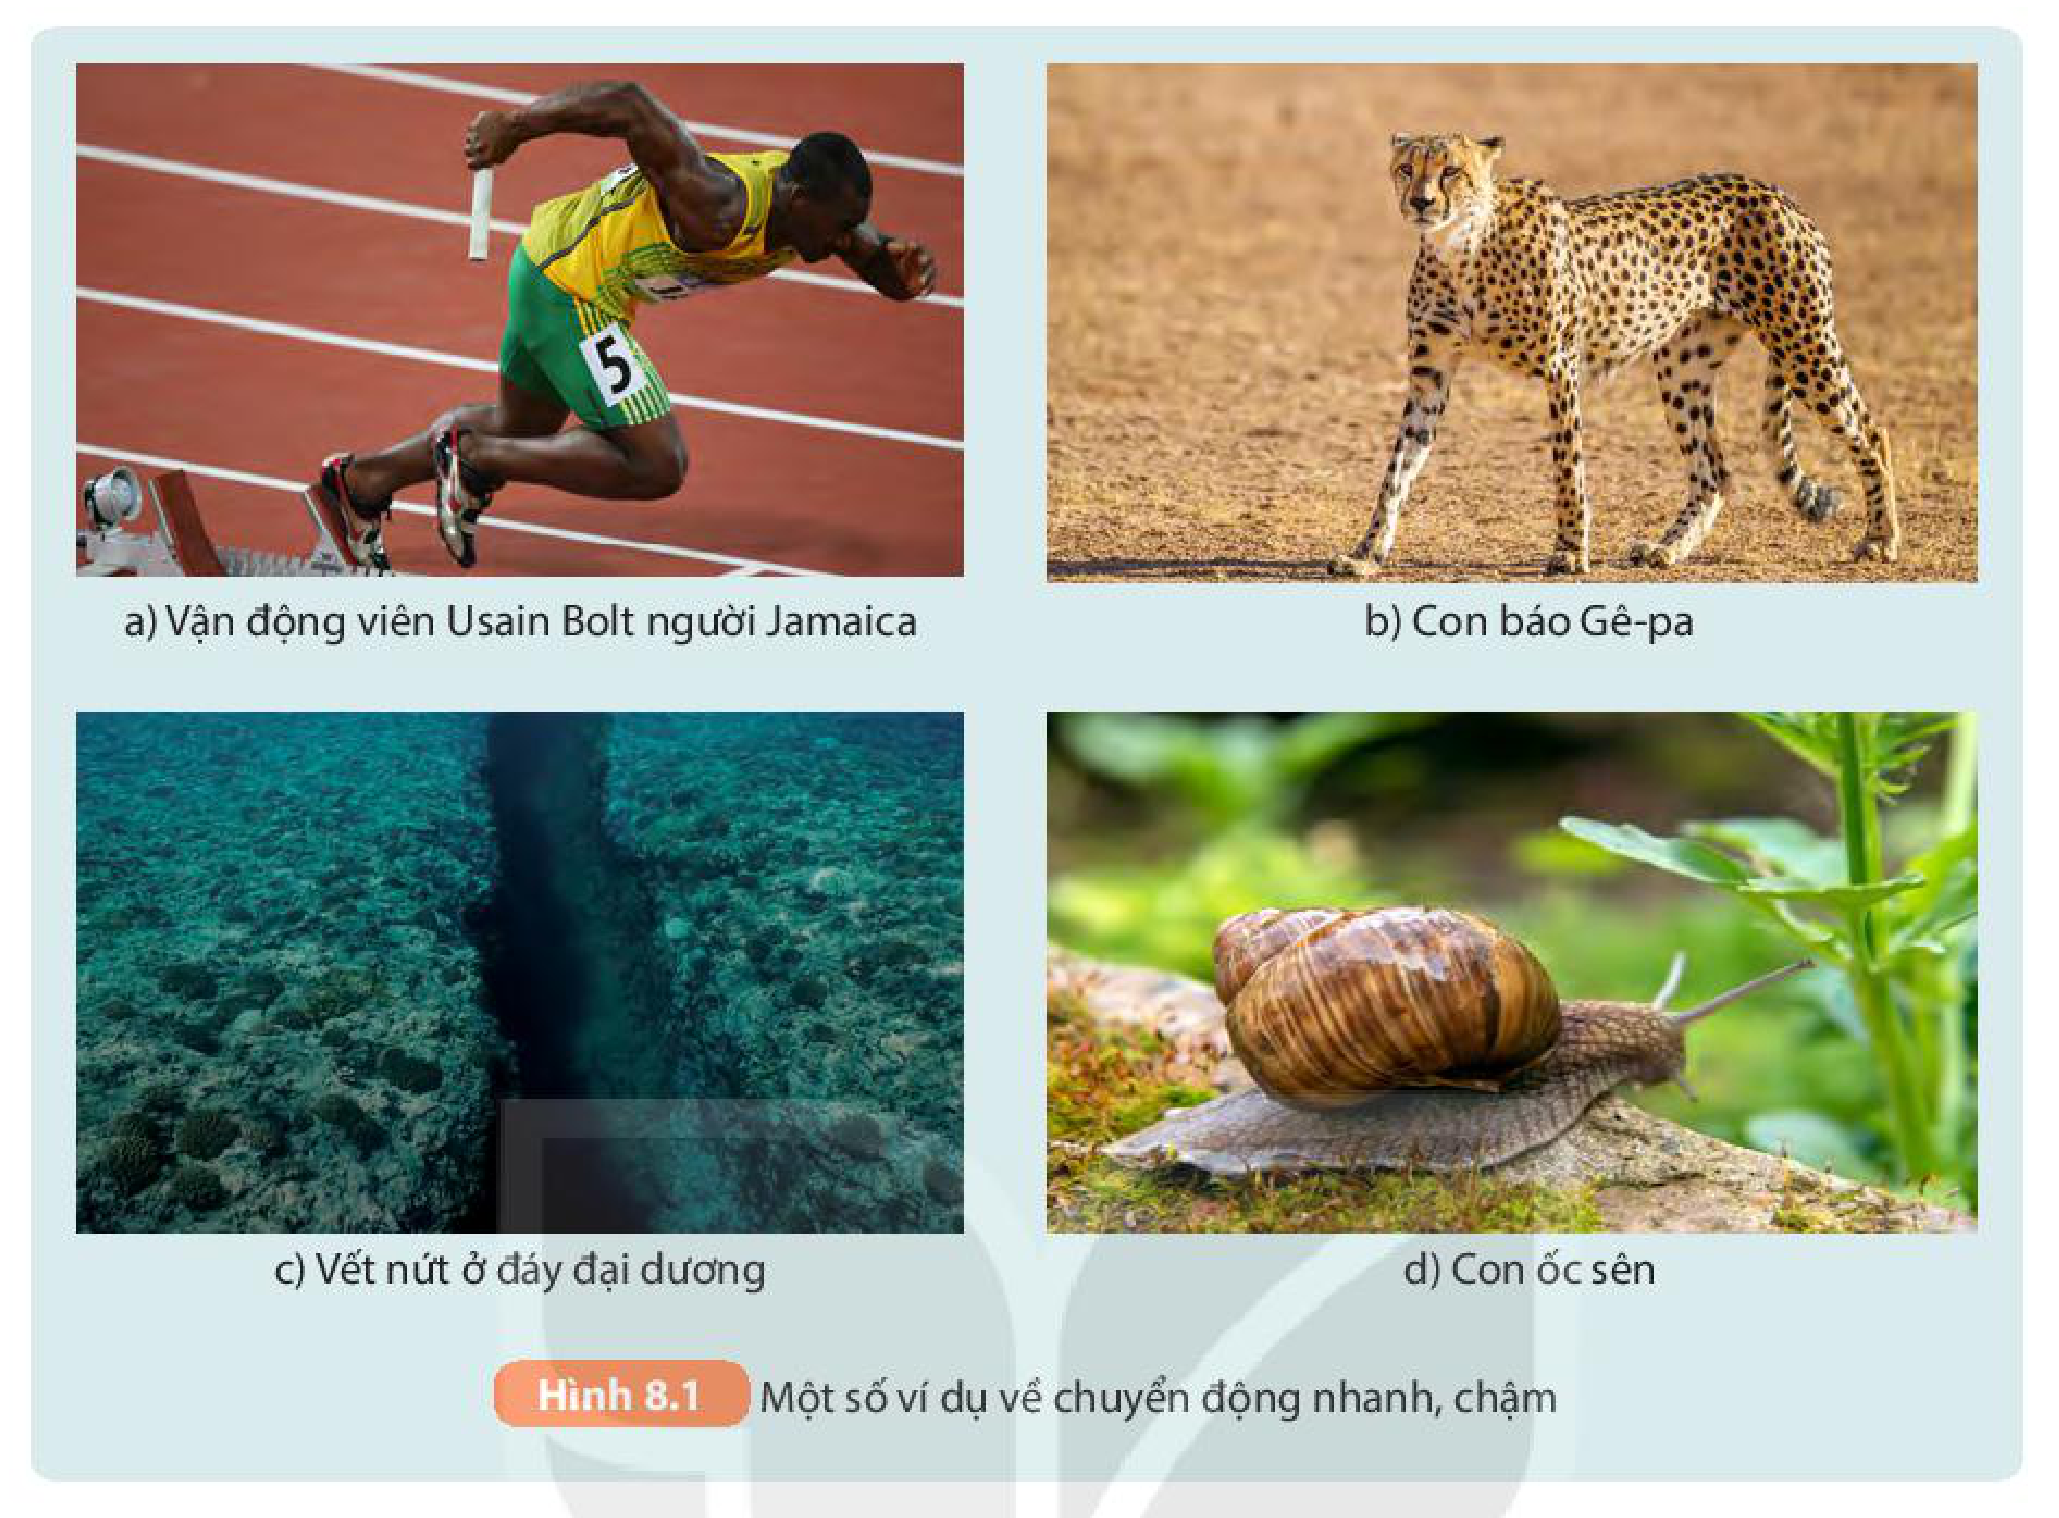 5
a) Vận động viên Usain Bolt người Jamaica
b) Con báo Gê-pa
c) Vết nứt ở đáy đại dương
d) Con ốc sên
Hình 8.1 Một số ví dụ về chuyển động nhanh, chậm